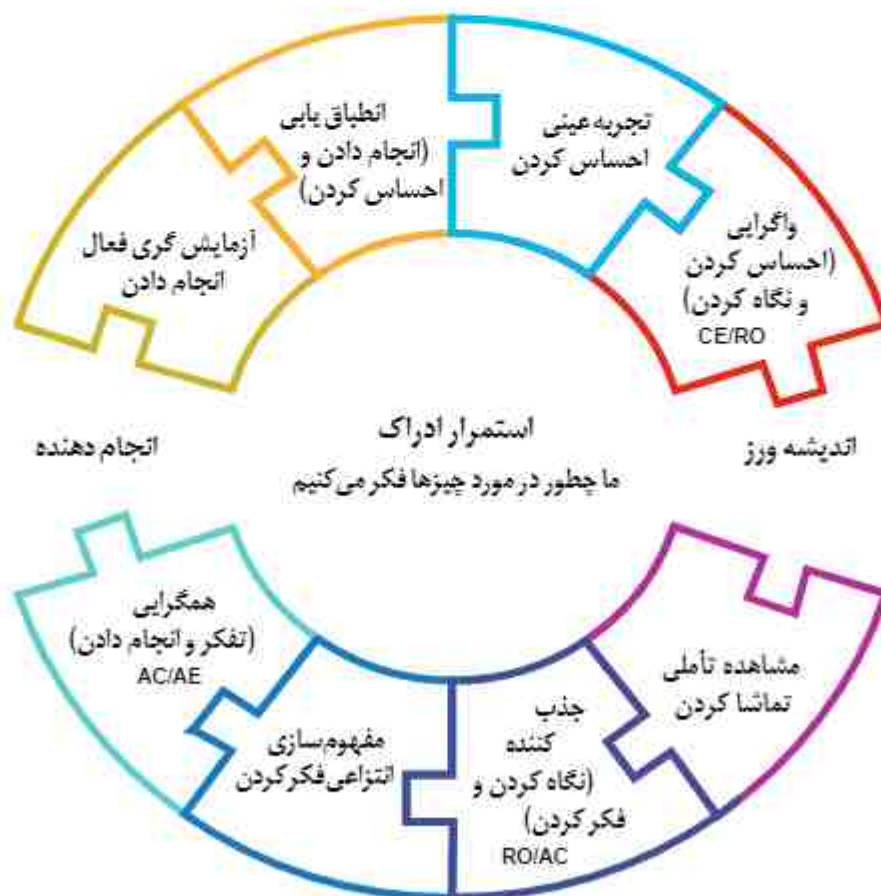 انطباق یابی
(انجام دادن و
احساس کردن)
تجربه عینی
احساس کردن
واگرایی
(احساس کردن
و نگاه کردن)
CE/RO
آزمایش گری فعال
انجام دادن
اندیشه ورز
استمرار ادراک
ما چطور در مورد چیزها فکر می‌کنیم
انجام دهنده
مشاهده تأملی
تماشا کردن
جذب
کننده
(نگاه کردن و
فکر کردن)
RO/AC
مفهوم‌سازی
انتزاعی فکر کردن
همگرایی
(تفکر و انجام دادن)
AC/AE